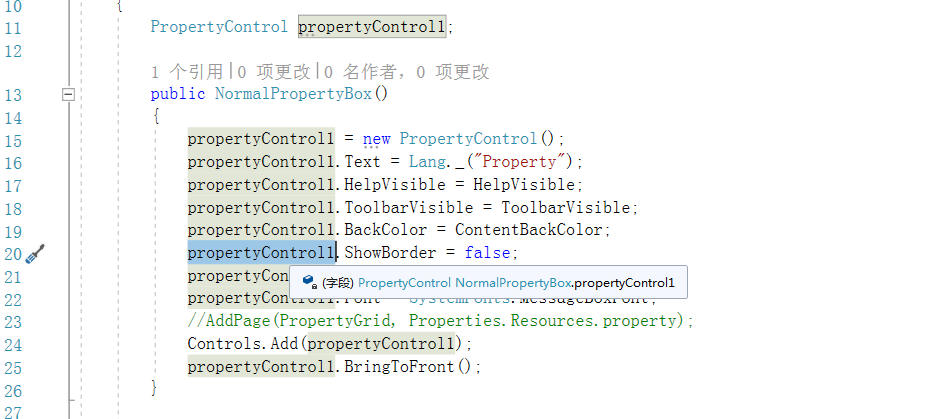 10 {
11 PropertyControl propertyControl1;
12
1 个引用|0 项更改|0 名作者, 0 项更改
13 public NormalPropertyBox()
14 {
15 propertyControl1 = new PropertyControl();
16 propertyControl1.Text = Lang._("Property");
17 propertyControl1.HelpVisible = HelpVisible;
18 propertyControl1.ToolbarVisible = ToolbarVisible;
19 propertyControl1.BackColor = ContentBackColor;
20 propertyControl1.ShowBorder = false;
21 propertyCon
(字段) PropertyControl NormalPropertyBox.propertyControl1
22 propertyControl1.Font = SystemFonts.MessageBoxFont;
23 //AddPage(PropertyGrid, Properties.Resources.property);
24 Controls.Add(propertyControl1);
25 propertyControl1.BringToFront();
26 }
27